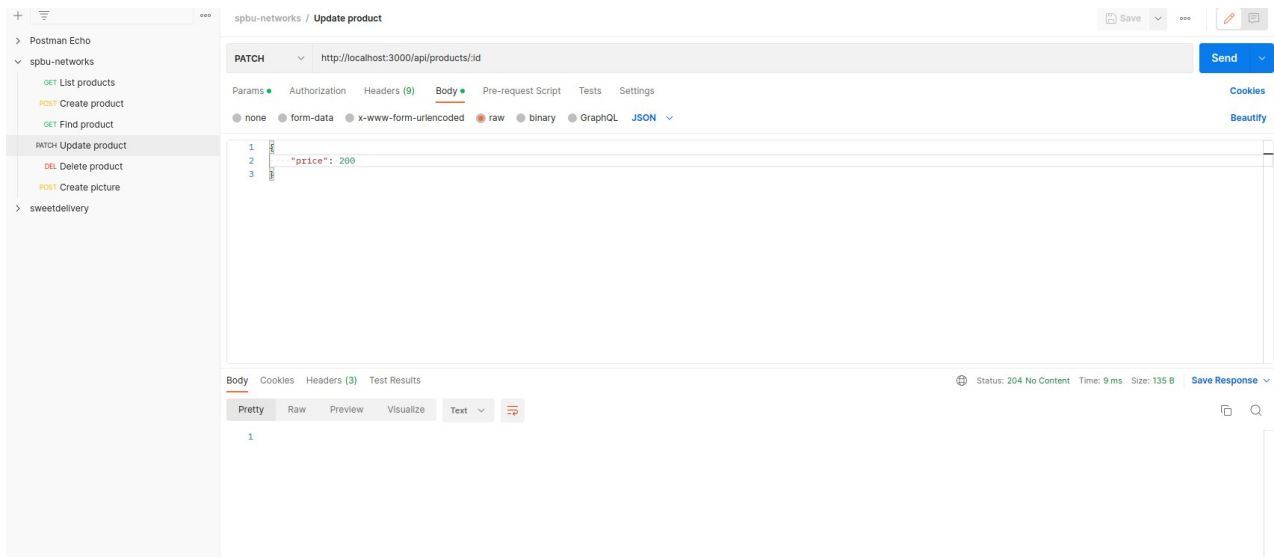 spbu-networks / Update product
Save
Postman Echo
spbu-networks
GET List products
POST Create product
GET Find product
PATCH Update product
DEL Delete product
POST Create picture
sweetdelivery
PATCH http://localhost:3000/api/products/:id Send
Params Authorization Headers (9) Body Pre-request Script Tests Settings Cookies
none form-data x-www-form-urlencoded raw binary GraphQL JSON Beautify
1 {
2 "price": 200
3 }
Body Cookies Headers (3) Test Results Status: 204 No Content Time: 9 ms Size: 135 B Save Response
Pretty Raw Preview Visualize Text
1